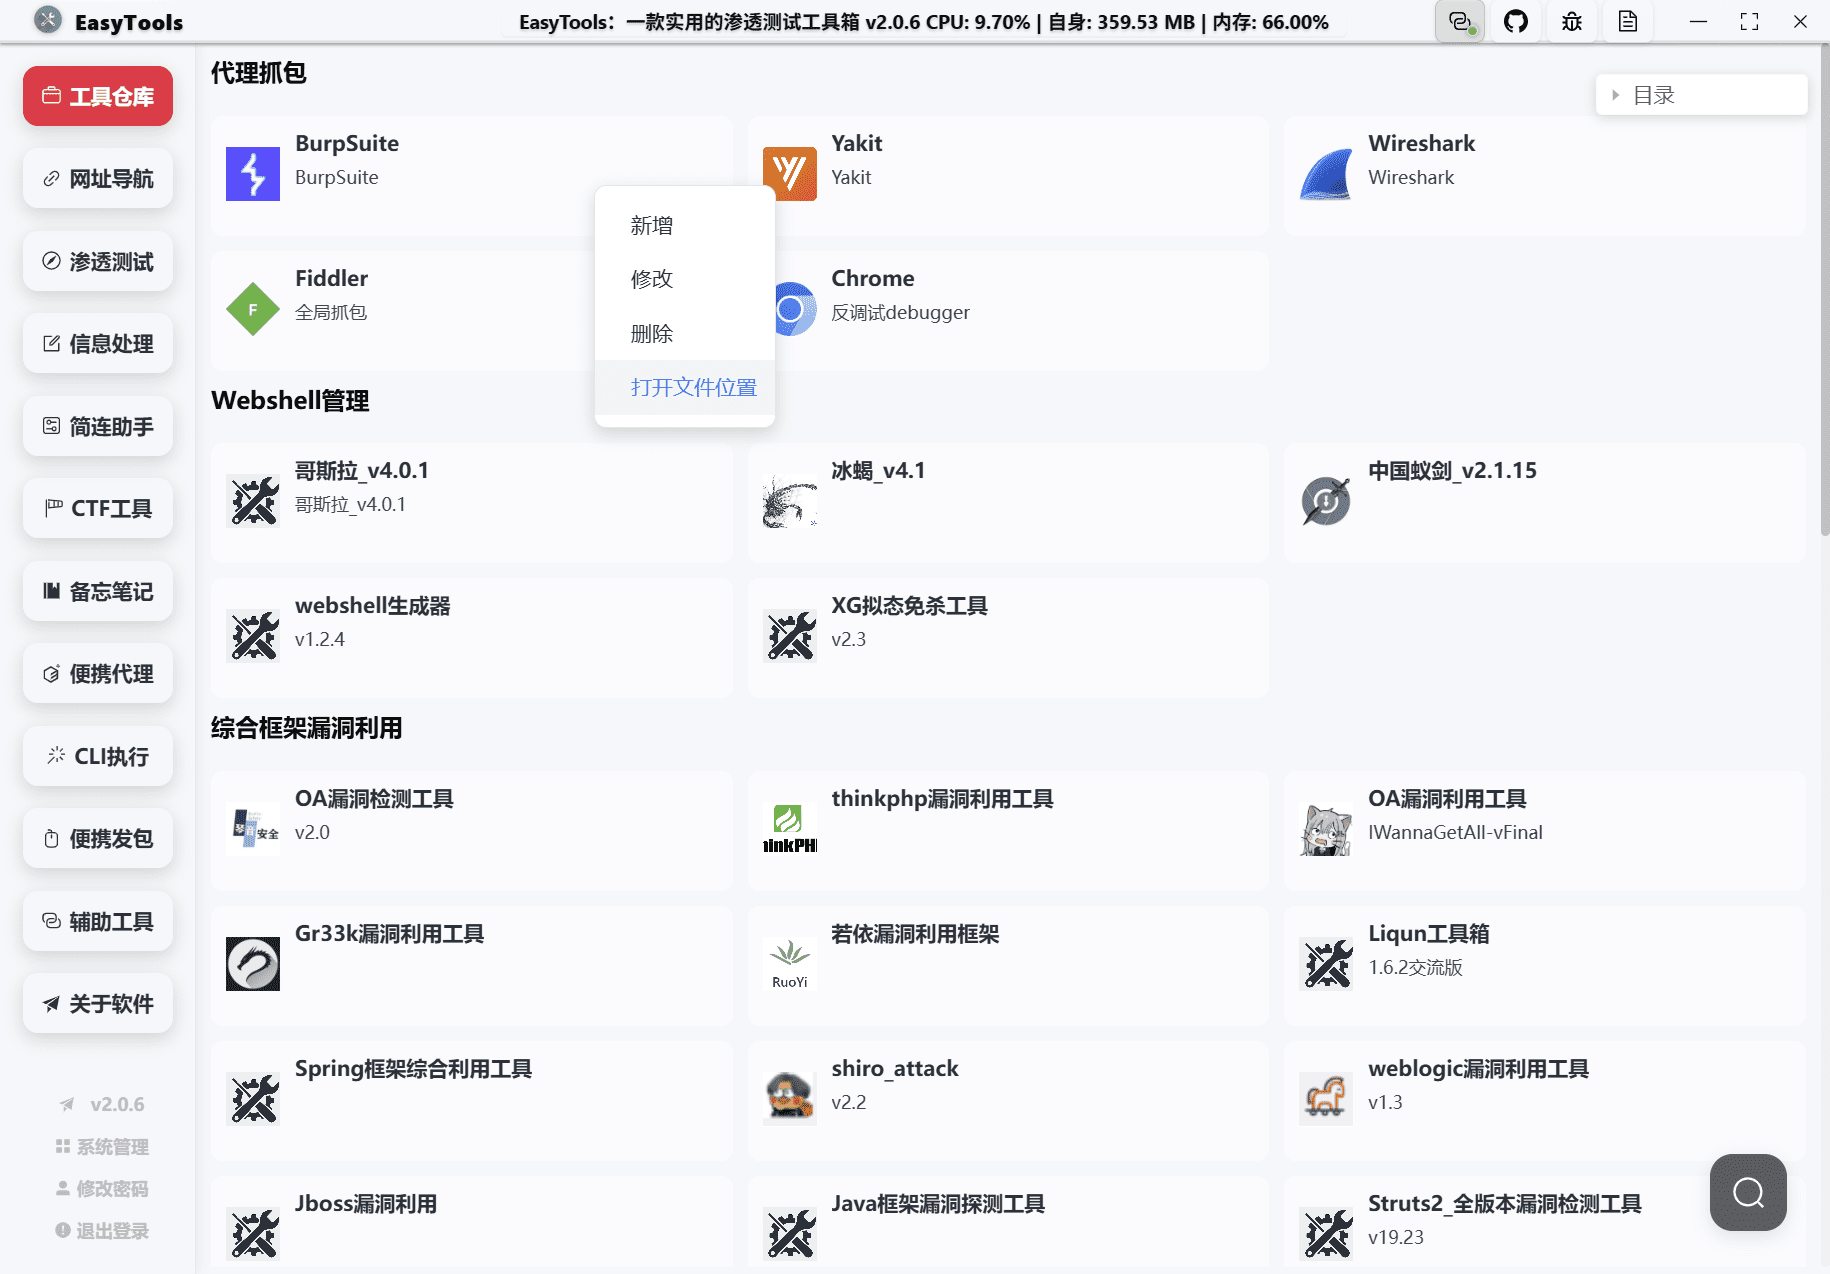 EasyTools
EasyTools：一款实用的渗透测试工具箱 v2.0.6 CPU: 9.70% | 自身: 359.53 MB | 内存: 66.00%
工具仓库
网址导航
渗透测试
信息处理
简连助手
CTF工具
备忘笔记
便携代理
CLI执行
便携发包
辅助工具
关于软件
v2.0.6
系统管理
修改密码
退出登录
目录
代理抓包
BurpSuite
BurpSuite
Yakit
Yakit
Wireshark
Wireshark
F
Fiddler
全局抓包
Chrome
反调试debugger
新增
修改
删除
打开文件位置
Webshell管理
哥斯拉_v4.0.1
哥斯拉_v4.0.1
冰蝎_v4.1
中国蚁剑_v2.1.15
webshell生成器
v1.2.4
XG拟态免杀工具
v2.3
综合框架漏洞利用
OA漏洞检测工具
v2.0
安全
thinkphp漏洞利用工具
inkPH
OA漏洞利用工具
IWannaGetAll-vFinal
Gr33k漏洞利用工具
若依漏洞利用框架
RuoYi
Liqun工具箱
1.6.2交流版
Spring框架综合利用工具
shiro_attack
v2.2
weblogic漏洞利用工具
v1.3
Jboss漏洞利用
Java框架漏洞探测工具
Struts2_全版本漏洞检测工具
v19.23